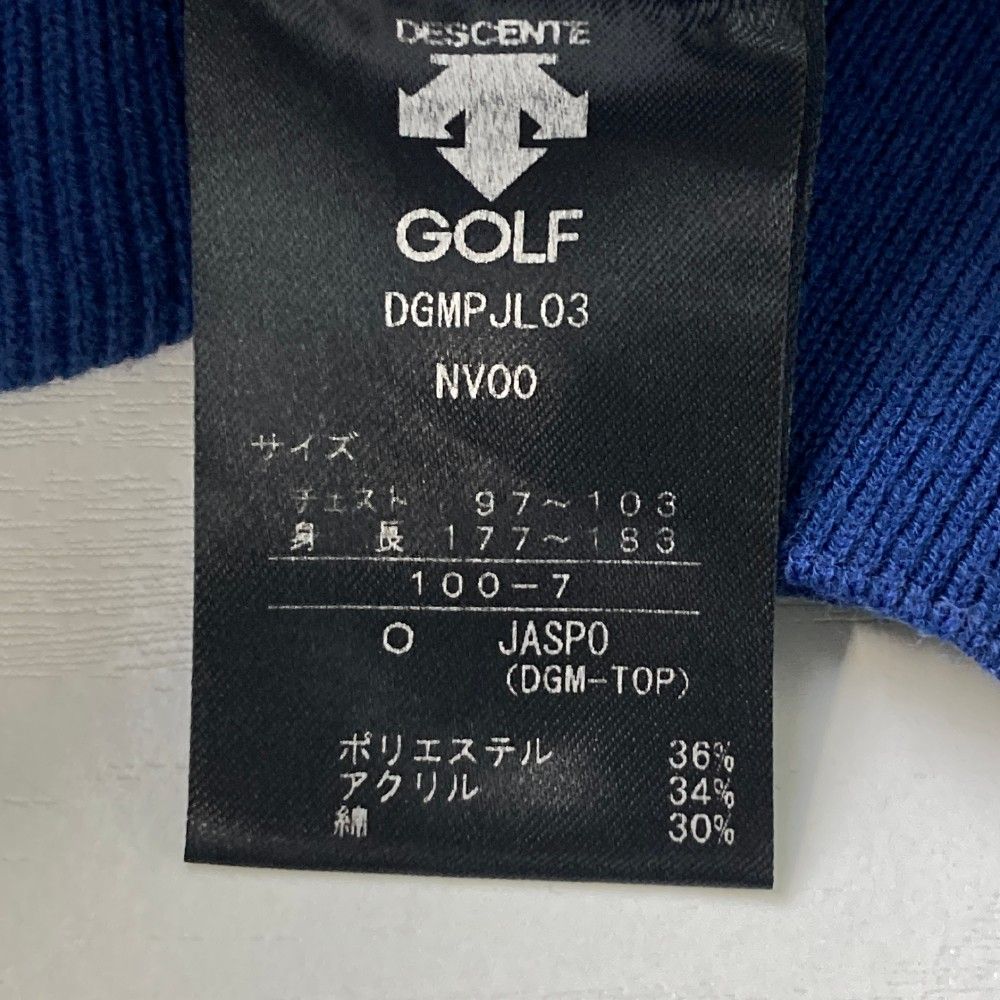 DESCENTE
GOLF
DGMPJL03
NV00
サイズ
チェスト 97~103
身 長 177~183
100-7
O JASPO
(DGM-TOP)
ポリエステル 36%
アクリル 34%
綿 30%